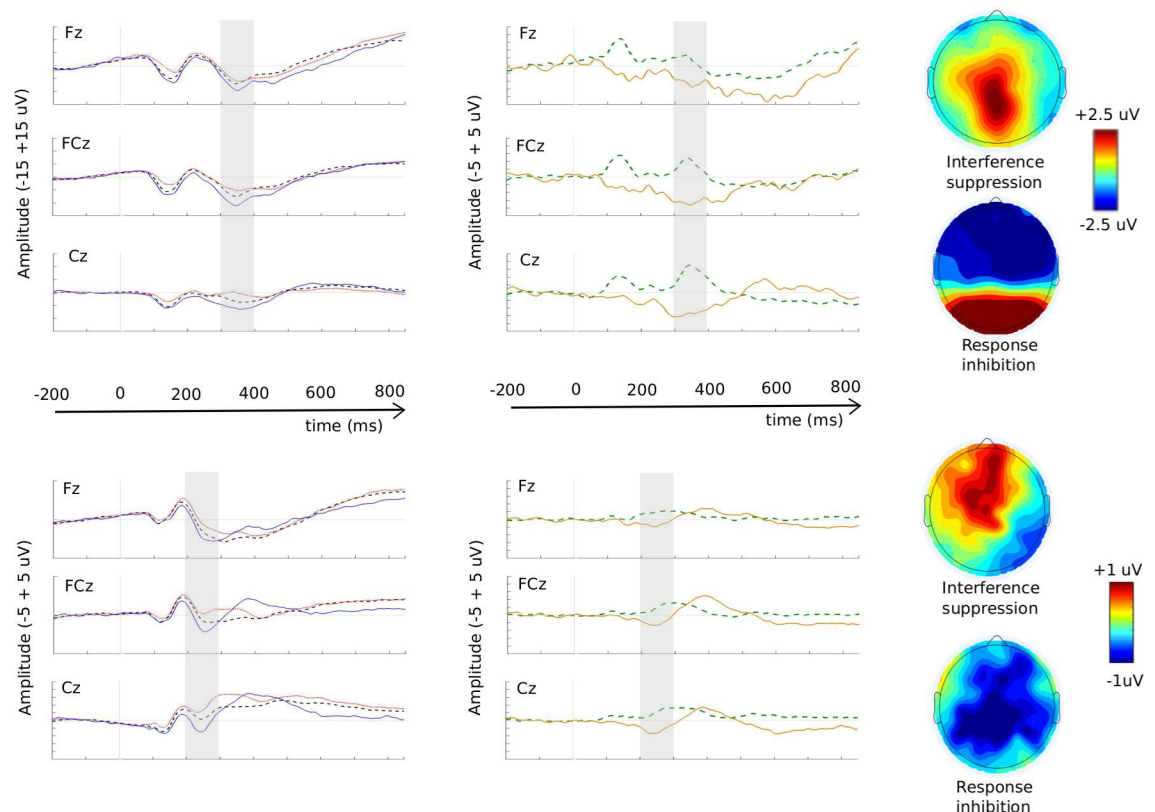 Fz
FCz
Cz
Amplitude (-15 +15 uV)
-200 0 200 400 600 800
time (ms)
Fz
FCz
Cz
Amplitude (-5 + 5 uV)
-200 0 200 400 600 800
time (ms)
Interference
suppression
Response
inhibition
+2.5 uV
-2.5 uV
Fz
FCz
Cz
Amplitude (-5 + 5 uV)
Fz
FCz
Cz
Amplitude (-5 + 5 uV)
Interference
suppression
Response
inhibition
+1 uV
-1uV